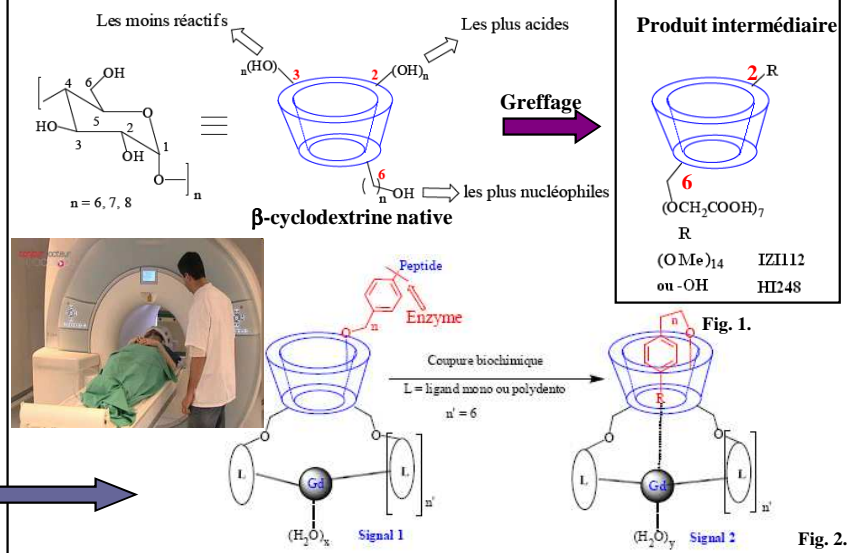 Les moins réactifs
Les plus acides
Produit intermédiaire
n(HO) 3
2 (OH)n
2 R
OH
6
4
5
O
HO
3
2
OH
1
O
n
n = 6, 7, 8
Greffage
6
( )n OH
les plus nucléophiles
β-cyclodextrine native
6
(OCH2COOH)7
R
(OMe)14 IZI112
ou -OH HI248
Fig. 1.
Peptide
n
O
Enzyme
Coupure biochimique
L = ligand mono ou polydento
n' = 6
n
O
R
O
O
L
L
n'
Gd
(H2O)x Signal 1
O
O
L
L
n'
Gd
(H2O)y Signal 2
Fig. 2.